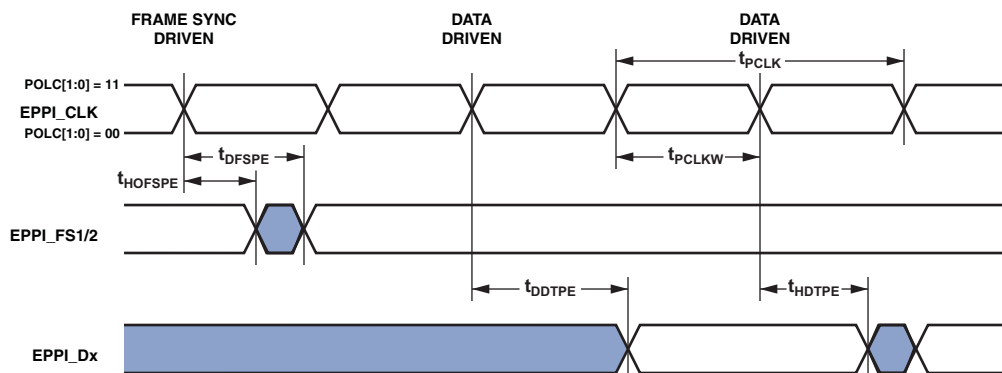 FRAME SYNC
DRIVEN
DATA
DRIVEN
DATA
DRIVEN
tPCLK
POLC[1:0] = 11
EPPI_CLK
POLC[1:0] = 00
tDFSPE
tPCLKW
tHOFSPE
EPPI_FS1/2
tDDTPE
tHDTPE
EPPI_Dx